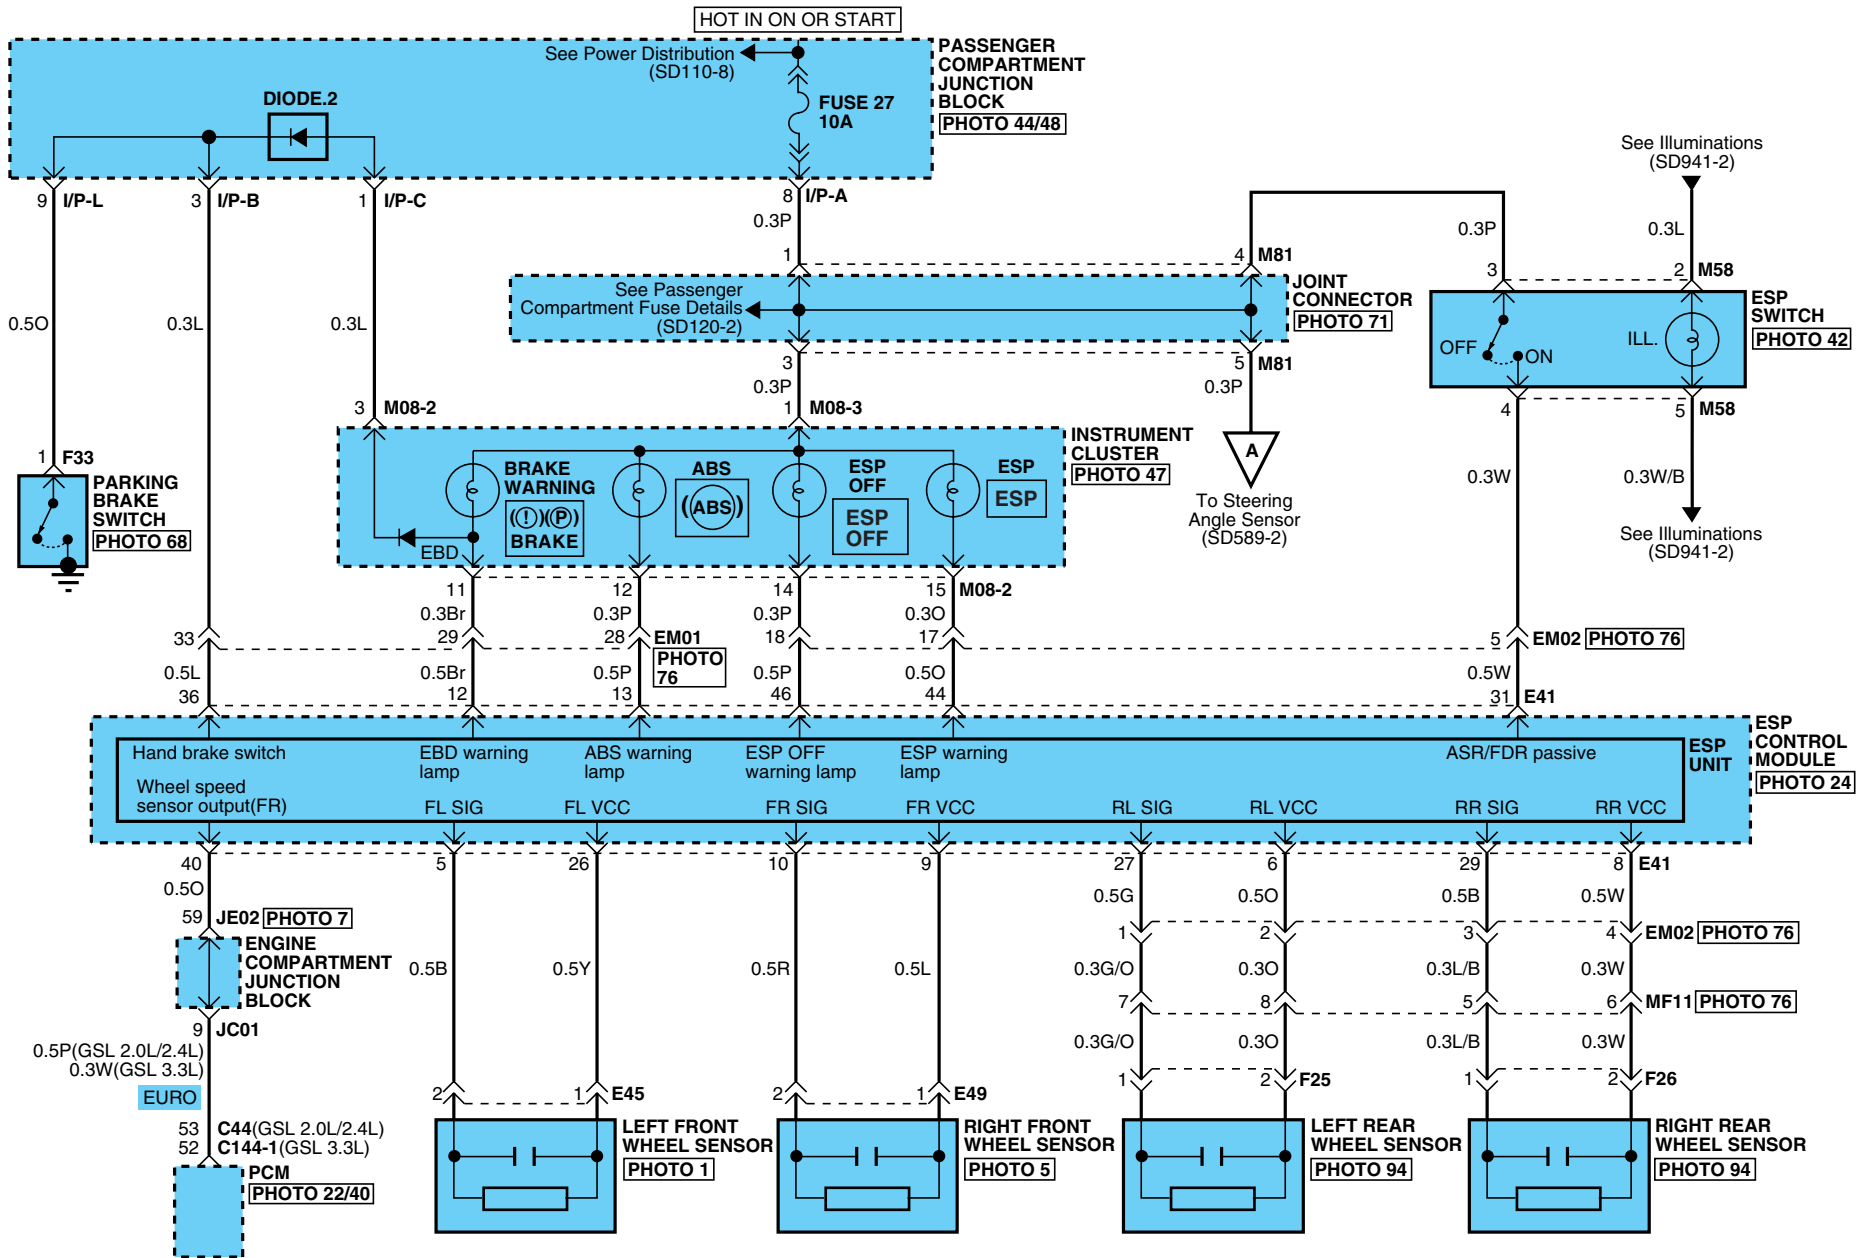 HOT IN ON OR START
See Power Distribution
(SD110-8)
PASSENGER
COMPARTMENT
JUNCTION
BLOCK
PHOTO 44/48
DIODE.2
FUSE 27
10A
9 I/P-L
3 I/P-B
1 I/P-C
8 I/P-A
0.3P
See Illuminations
(SD941-2)
0.3P
0.3L
1
4 M81
3
2 M58
See Passenger
Compartment Fuse Details
(SD120-2)
JOINT
CONNECTOR
PHOTO 71
ESP
SWITCH
PHOTO 42
OFF
ON
ILL.
0.5O
0.3L
0.3L
3
5 M81
0.3P
0.3P
4
5 M58
3 M08-2
1 M08-3
INSTRUMENT
CLUSTER
PHOTO 47
BRAKE
WARNING
(!)(P)
BRAKE
ABS
(ABS)
ESP
OFF
ESP
OFF
ESP
ESP
EBD
A
To Steering
Angle Sensor
(SD589-2)
0.3W
0.3W/B
See Illuminations
(SD941-2)
1 F33
PARKING
BRAKE
SWITCH
PHOTO 68
11
12
14
15 M08-2
0.3Br
0.3P
0.3P
0.3O
33
29
28 EM01
PHOTO
76
18
17
5 EM02 PHOTO 76
0.5L
0.5Br
0.5P
0.5P
0.5O
0.5W
36
12
13
46
44
31 E41
ESP
CONTROL
MODULE
PHOTO 24
ESP
UNIT
Hand brake switch
EBD warning
lamp
ABS warning
lamp
ESP OFF
warning lamp
ESP warning
lamp
ASR/FDR passive
Wheel speed
sensor output(FR)
FL SIG
FL VCC
FR SIG
FR VCC
RL SIG
RL VCC
RR SIG
RR VCC
40
5
26
10
9
27
6
29
8 E41
0.5O
0.5G
0.5O
0.5B
0.5W
59 JE02 PHOTO 7
1
2
3
4 EM02 PHOTO 76
ENGINE
COMPARTMENT
JUNCTION
BLOCK
0.5B
0.5Y
0.5R
0.5L
0.3G/O
0.3O
0.3L/B
0.3W
7
8
5
6 MF11 PHOTO 76
9 JC01
0.5P(GSL 2.0L/2.4L)
0.3W(GSL 3.3L)
0.3G/O
0.3O
0.3L/B
0.3W
EURO
2
1 E45
2
1 E49
1
2 F25
1
2 F26
53 C44(GSL 2.0L/2.4L)
52 C144-1(GSL 3.3L)
PCM
PHOTO 22/40
LEFT FRONT
WHEEL SENSOR
PHOTO 1
RIGHT FRONT
WHEEL SENSOR
PHOTO 5
LEFT REAR
WHEEL SENSOR
PHOTO 94
RIGHT REAR
WHEEL SENSOR
PHOTO 94